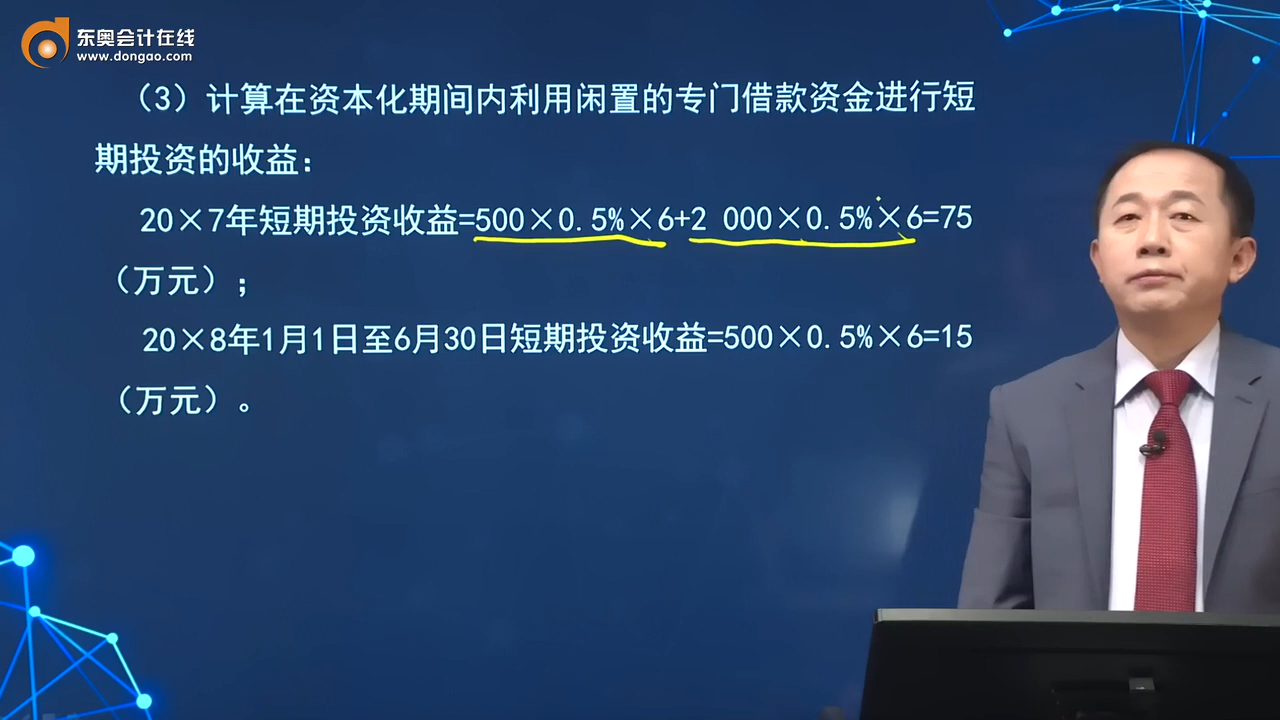 东奥会计在线
www.dongao.com
（3）计算在资本化期间内利用闲置的专门借款资金进行短
期投资的收益：
20×7年短期投资收益=500×0.5%×6+2 000×0.5%×6=75
（万元）；
20×8年1月1日至6月30日短期投资收益=500×0.5%×6=15
（万元）。